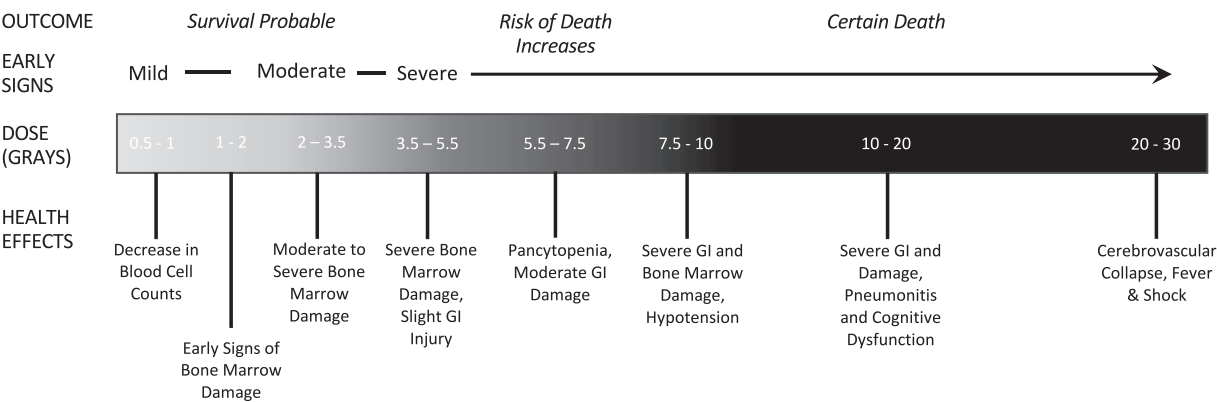 OUTCOME
Survival Probable
Risk of Death
Increases
Certain Death
EARLY
SIGNS
Mild
Moderate
Severe
DOSE
(GRAYS)
0.5 - 1
1 - 2
2 – 3.5
3.5 – 5.5
5.5 – 7.5
7.5 - 10
10 - 20
20 - 30
HEALTH
EFFECTS
Decrease in
Blood Cell
Counts
Early Signs of
Bone Marrow
Damage
Moderate to
Severe Bone
Marrow
Damage
Severe Bone
Marrow
Damage,
Slight GI
Injury
Pancytopenia,
Moderate GI
Damage
Severe GI and
Bone Marrow
Damage,
Hypotension
Severe GI and
Damage,
Pneumonitis
and Cognitive
Dysfunction
Cerebrovascular
Collapse, Fever
& Shock